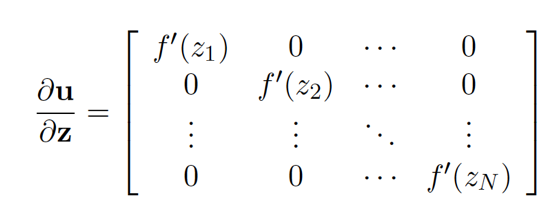 ∂u/∂z = [
f′(z₁) 0 ⋯ 0
0 f′(z₂) ⋯ 0
⋮ ⋮ ⋱ ⋮
0 0 ⋯ f′(z_N)
]